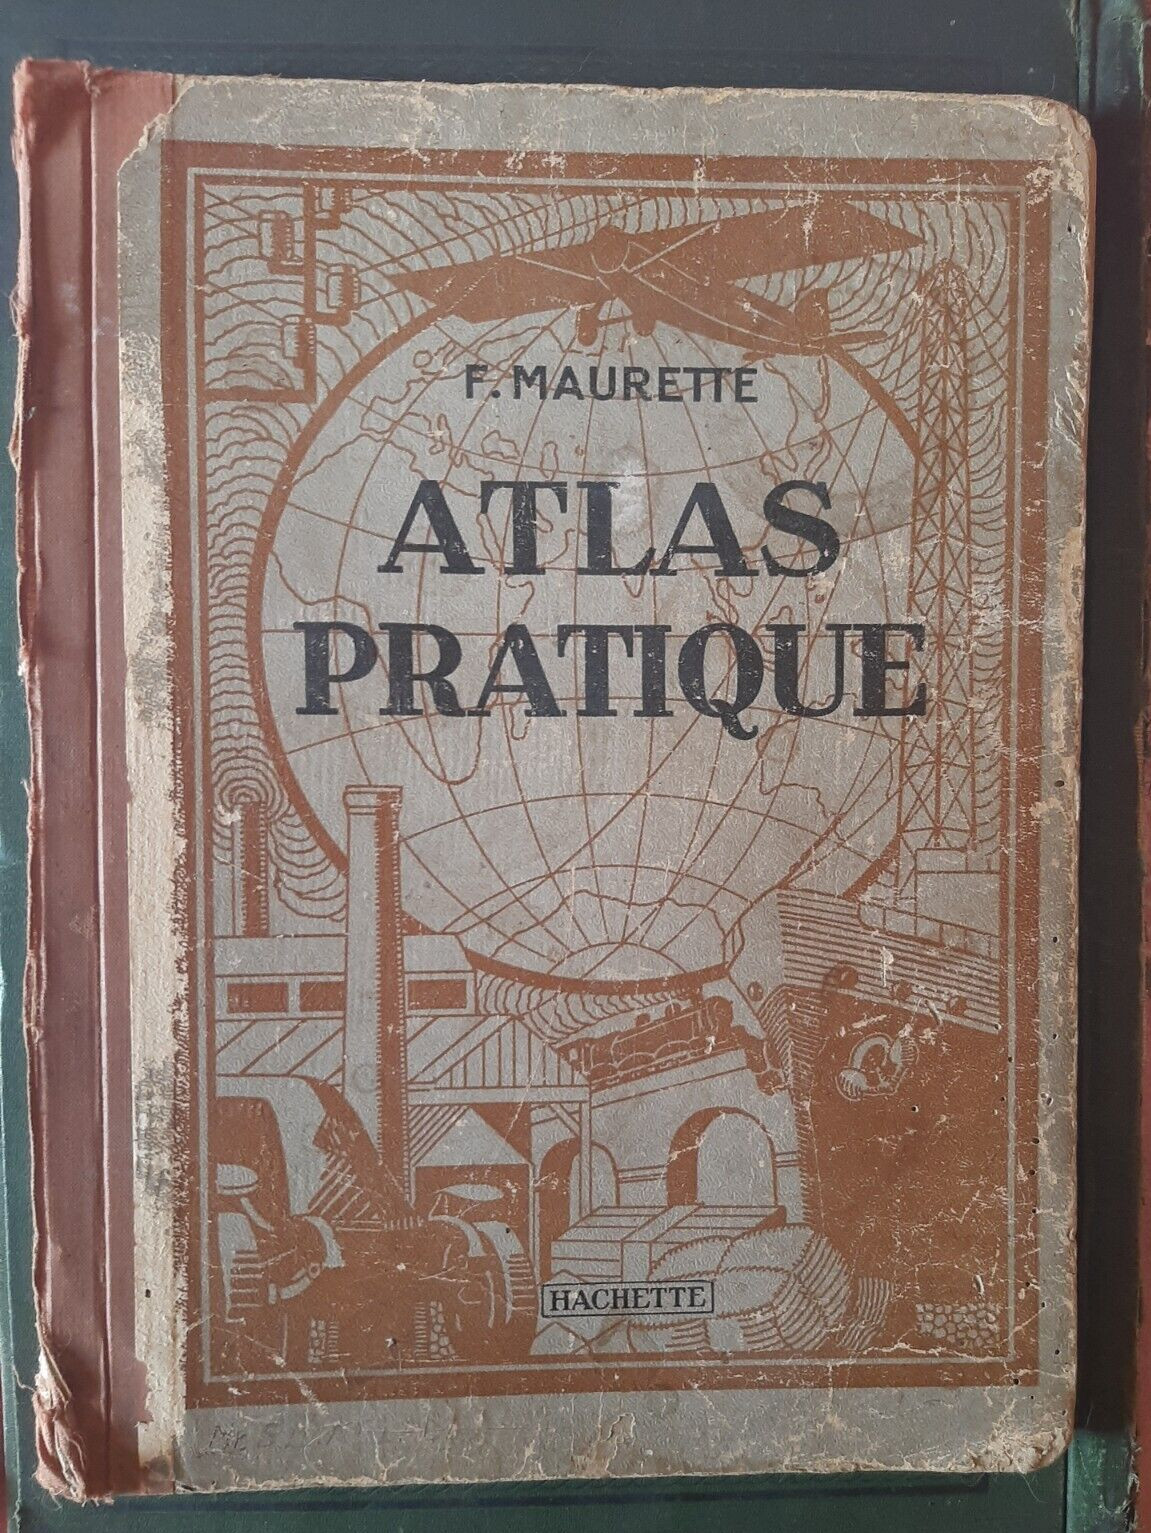 F. MAURETTE
ATLAS
PRATIQUE
HACHETTE